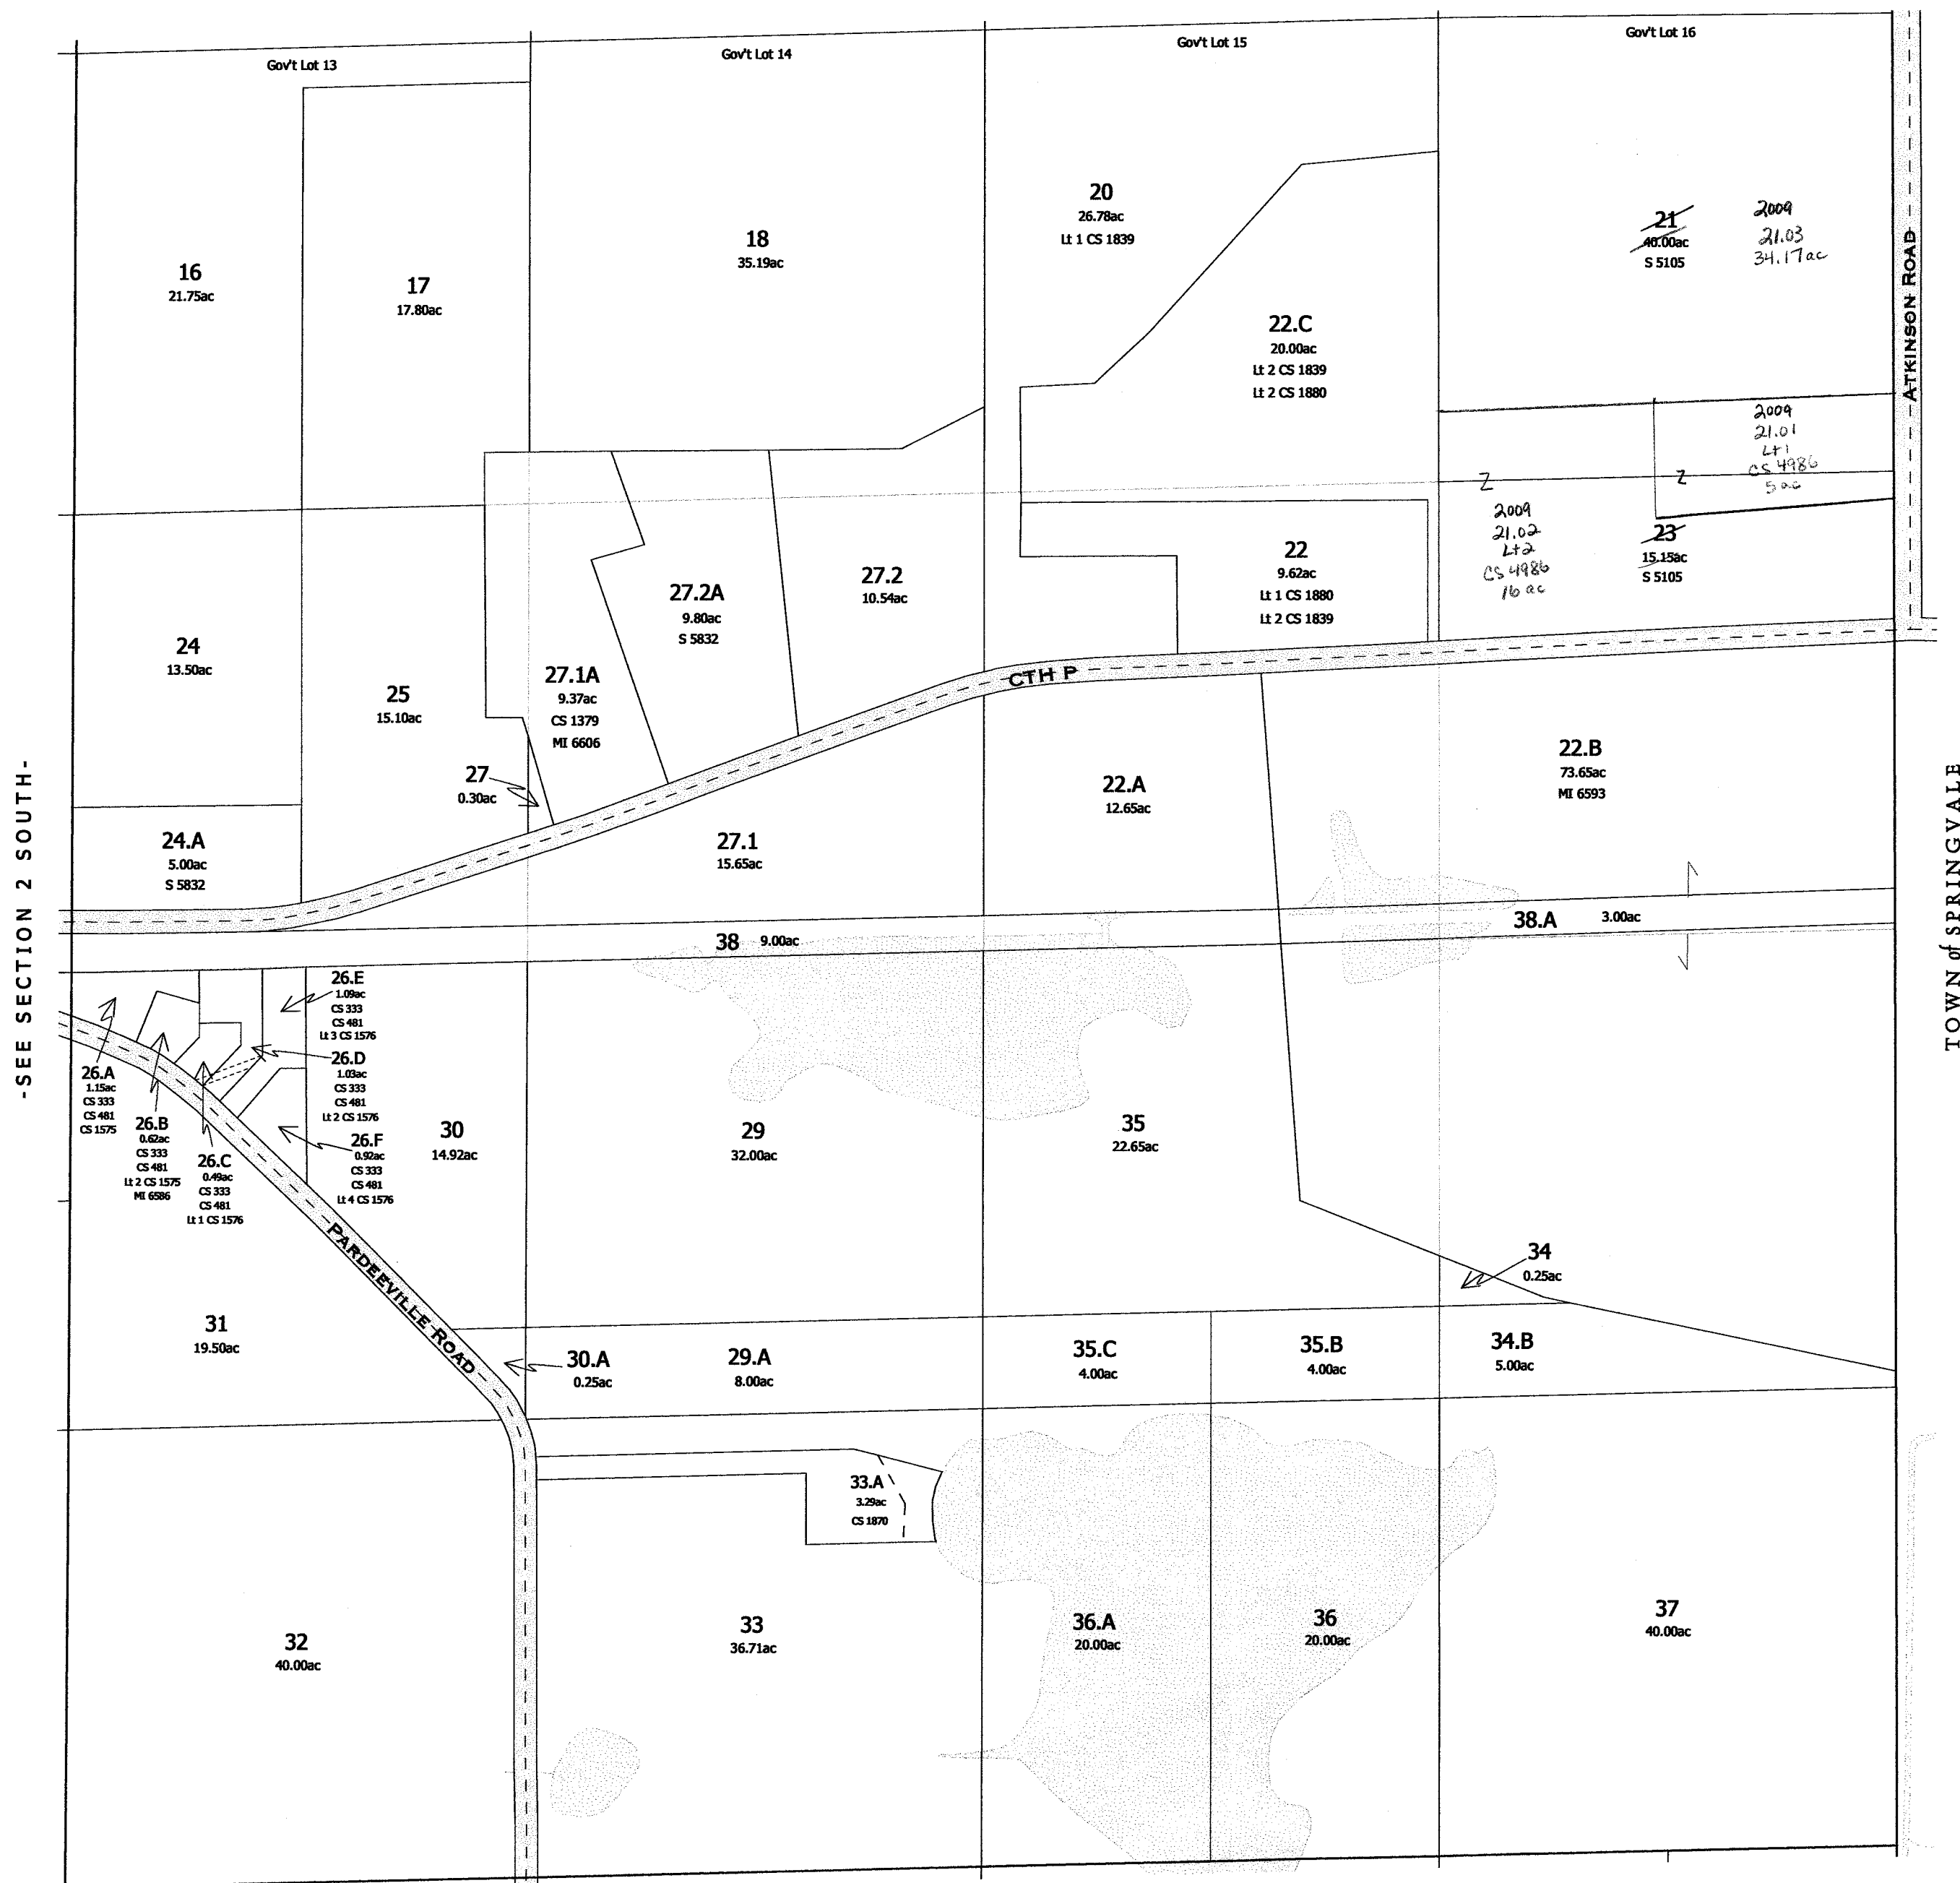 Gov't Lot 13
Gov't Lot 14
Gov't Lot 15
Gov't Lot 16
16
21.75ac
17
17.80ac
18
35.19ac
20
26.78ac
Lt 1 CS 1839
21
40.00ac
S 5105
2009
21.03
34.17ac
ATKINSON ROAD
22.C
20.00ac
Lt 2 CS 1839
Lt 2 CS 1880
2009
21.01
Lt 1
CS 4986
5 ac
Z
Z
2009
21.02
Lt 2
CS 4986
16 ac
23
15.15ac
S 5105
22
9.62ac
Lt 1 CS 1880
Lt 2 CS 1839
27.2
10.54ac
27.2A
9.80ac
S 5832
27.1A
9.37ac
CS 1379
MI 6606
24
13.50ac
25
15.10ac
27
0.30ac
CTH P
24.A
5.00ac
S 5832
27.1
15.65ac
22.A
12.65ac
22.B
73.65ac
MI 6593
-SEE SECTION 2 SOUTH-
TOWN of SPRINGVALE
38 9.00ac
38.A 3.00ac
26.E
1.09ac
CS 333
CS 481
Lt 3 CS 1576
26.D
1.03ac
CS 333
CS 481
Lt 2 CS 1576
26.A
1.15ac
CS 333
CS 481
CS 1575
26.B
0.62ac
CS 333
CS 481
Lt 2 CS 1575
MI 6586
26.C
0.49ac
CS 333
CS 481
Lt 1 CS 1576
26.F
0.92ac
CS 333
CS 481
Lt 4 CS 1576
30
14.92ac
29
32.00ac
35
22.65ac
34
0.25ac
PARDEEVILLE ROAD
31
19.50ac
30.A
0.25ac
29.A
8.00ac
35.C
4.00ac
35.B
4.00ac
34.B
5.00ac
33.A
3.29ac
CS 1870
32
40.00ac
33
36.71ac
36.A
20.00ac
36
20.00ac
37
40.00ac